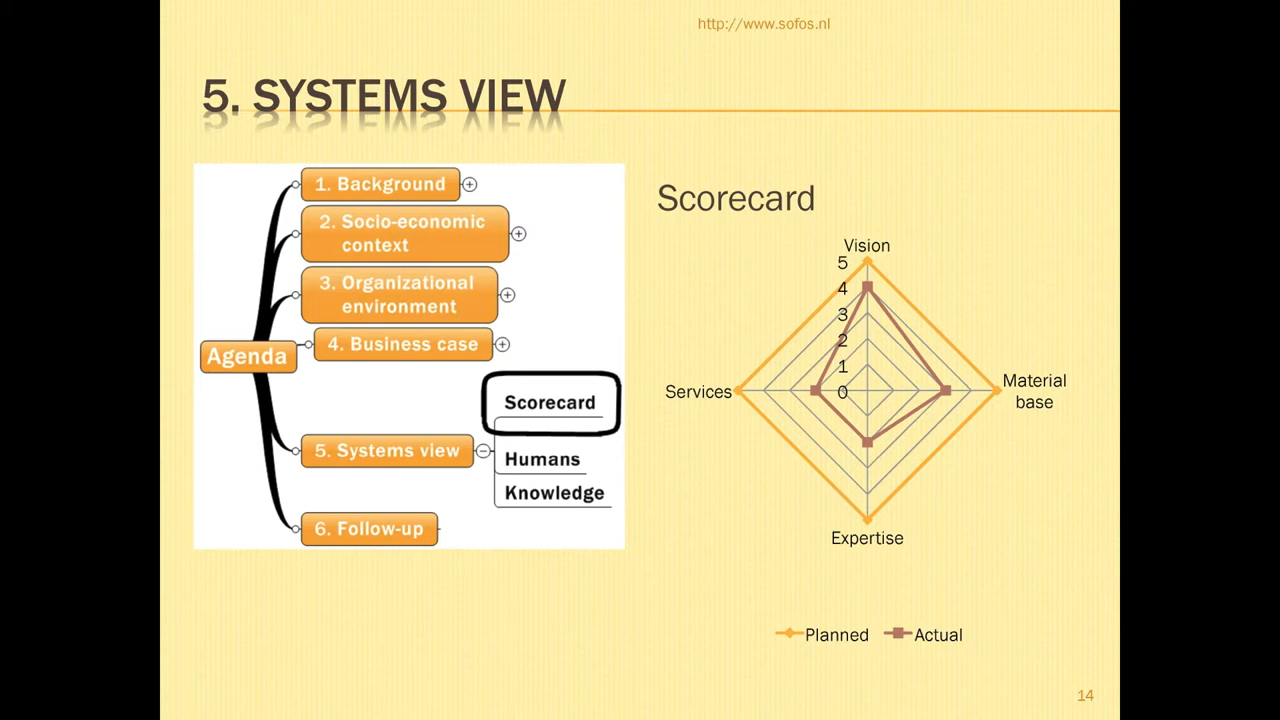 http://www.sofos.nl
5. SYSTEMS VIEW
1. Background
2. Socio-economic
context
3. Organizational
environment
4. Business case
Agenda
Scorecard
5. Systems view
Humans
Knowledge
6. Follow-up
Scorecard
Vision
5
4
3
2
1
0
Services
Material
base
Expertise
Planned
Actual
14